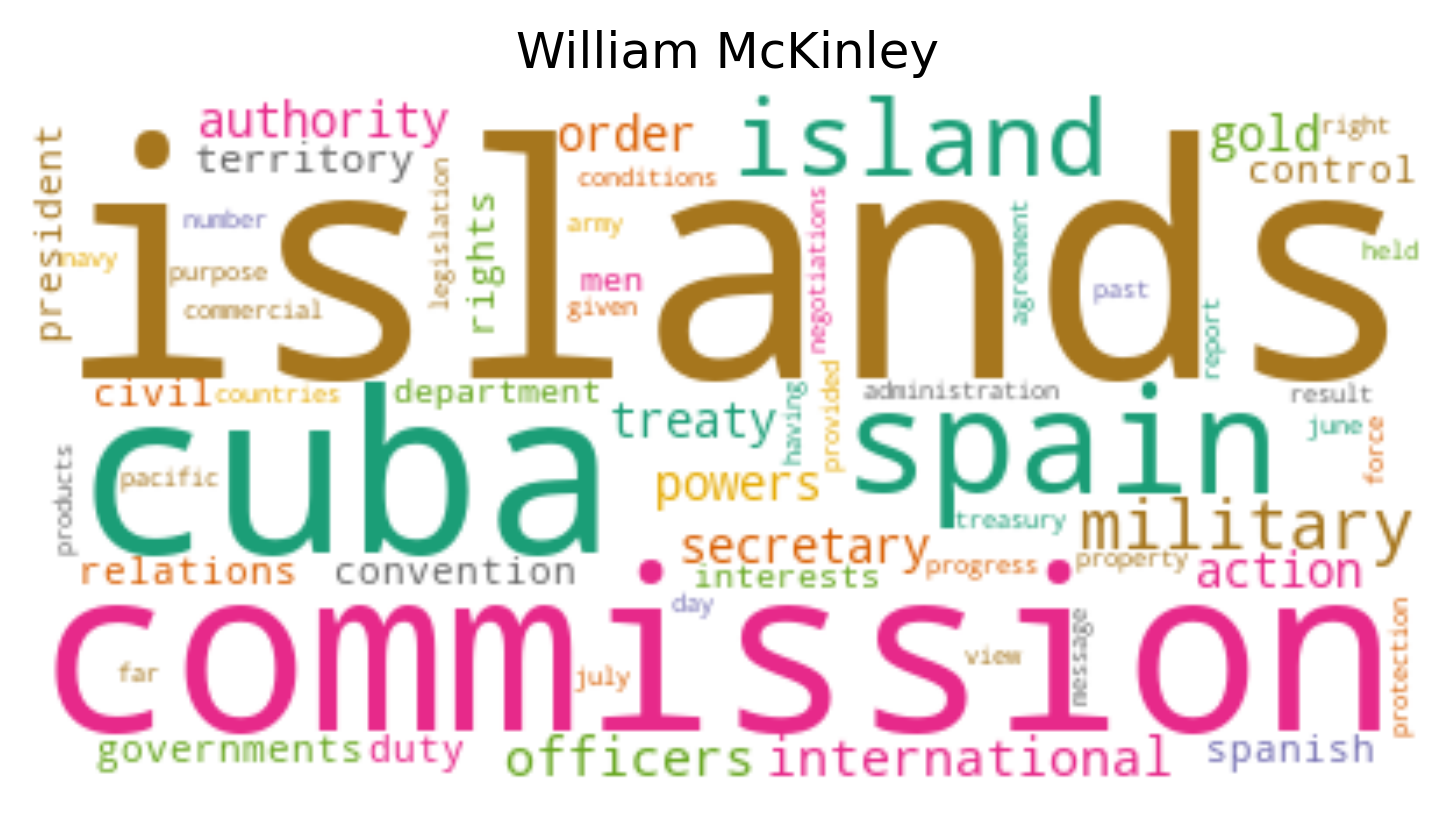 William McKinley
president
authority
territory
order
conditions
island
gold
right
control
navy
number
purpose
commercial
legislation
rights
army
men
given
negotiations
agreement
past
report
held
islands
civil
countries
department
treaty
having
provided
administration
result
june
force
cuba
spain
products
pacific
powers
treasury
military
relations
convention
secretary
interests
progress
property
action
day
commission
far
july
view
message
protection
governments
duty
officers
international
spanish